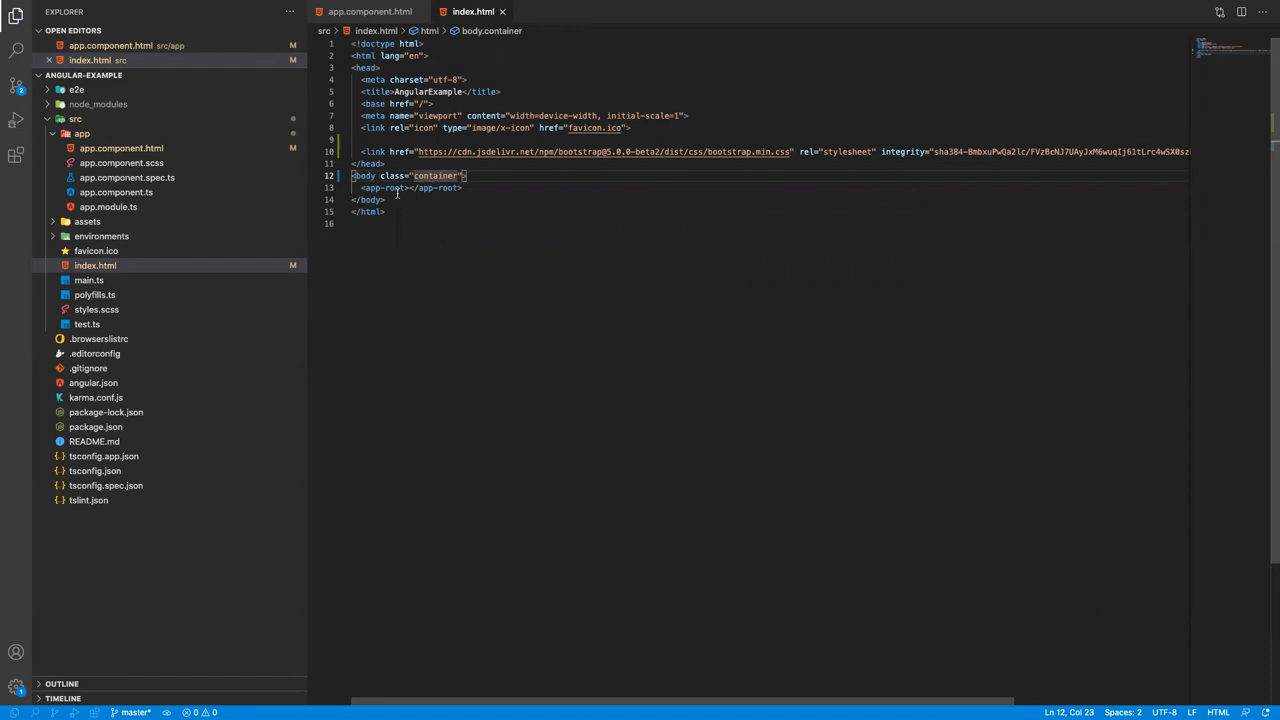 EXPLORER
OPEN EDITORS
app.component.html src/app M
index.html src M
ANGULAR-EXAMPLE
e2e
node_modules
src
app
app.component.html M
app.component.scss
app.component.spec.ts
app.component.ts
app.module.ts
assets
environments
favicon.ico
index.html M
main.ts
polyfills.ts
styles.scss
test.ts
.browserslistrc
.editorconfig
.gitignore
angular.json
karma.conf.js
package-lock.json
package.json
README.md
tsconfig.app.json
tsconfig.json
tsconfig.spec.json
tslint.json
OUTLINE
TIMELINE
app.component.html index.html
src > index.html > html > body.container
1 <!doctype html>
2 <html lang="en">
3 <head>
4 <meta charset="utf-8">
5 <title>AngularExample</title>
6 <base href="/">
7 <meta name="viewport" content="width=device-width, initial-scale=1">
8 <link rel="icon" type="image/x-icon" href="favicon.ico">
9
10 <link href="https://cdn.jsdelivr.net/npm/bootstrap@5.0.0-beta2/dist/css/bootstrap.min.css" rel="stylesheet" integrity=
11 </head>
12 <body class="container">
13 <app-root></app-root>
14 </body>
15 </html>
16
2
1
master* 0 0 Ln 12, Col 23 Spaces: 2 UTF-8 LF HTML